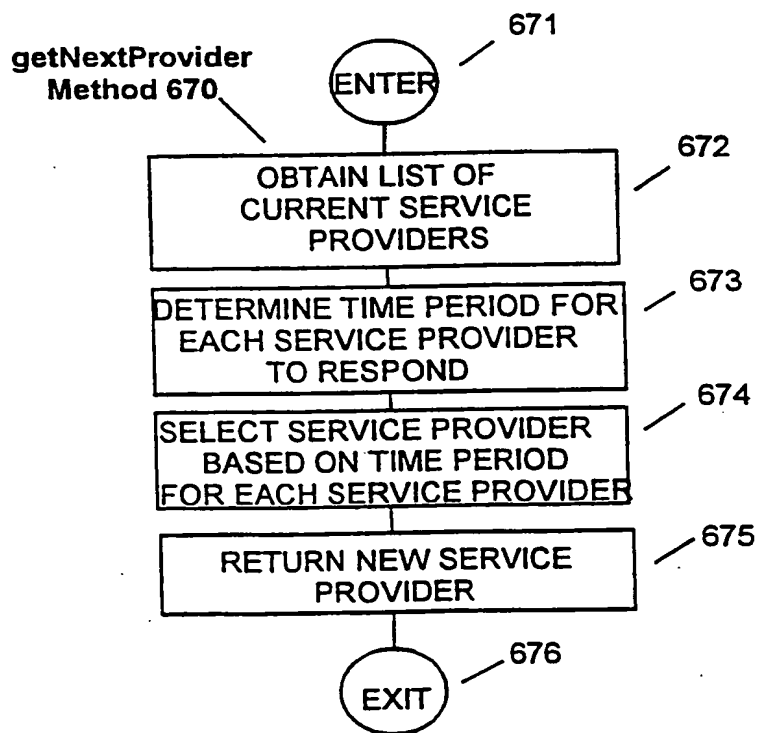 671
getNextProvider
Method 670
ENTER
672
OBTAIN LIST OF
CURRENT SERVICE
PROVIDERS
673
DETERMINE TIME PERIOD FOR
EACH SERVICE PROVIDER
TO RESPOND
674
SELECT SERVICE PROVIDER
BASED ON TIME PERIOD
FOR EACH SERVICE PROVIDER
675
RETURN NEW SERVICE
PROVIDER
676
EXIT